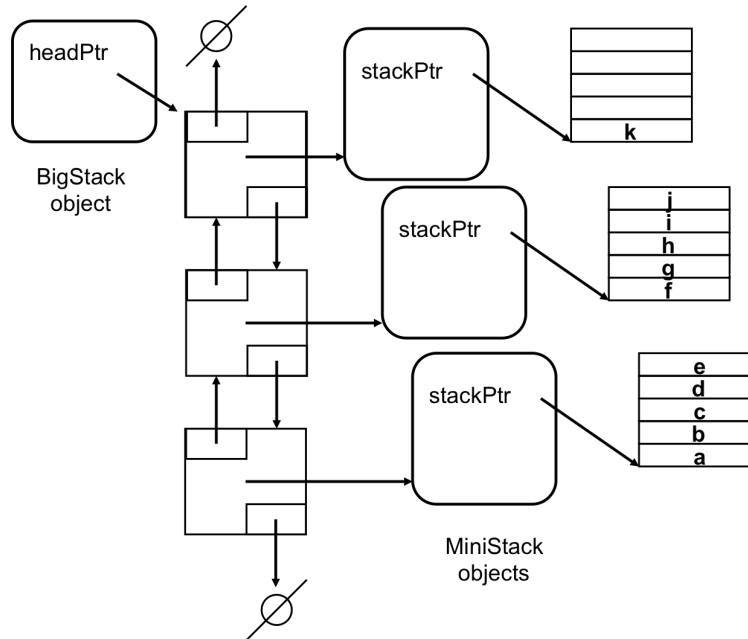 headPtr
BigStack
object
stackPtr
k
stackPtr
j
i
h
g
f
stackPtr
e
d
c
b
a
MiniStack
objects